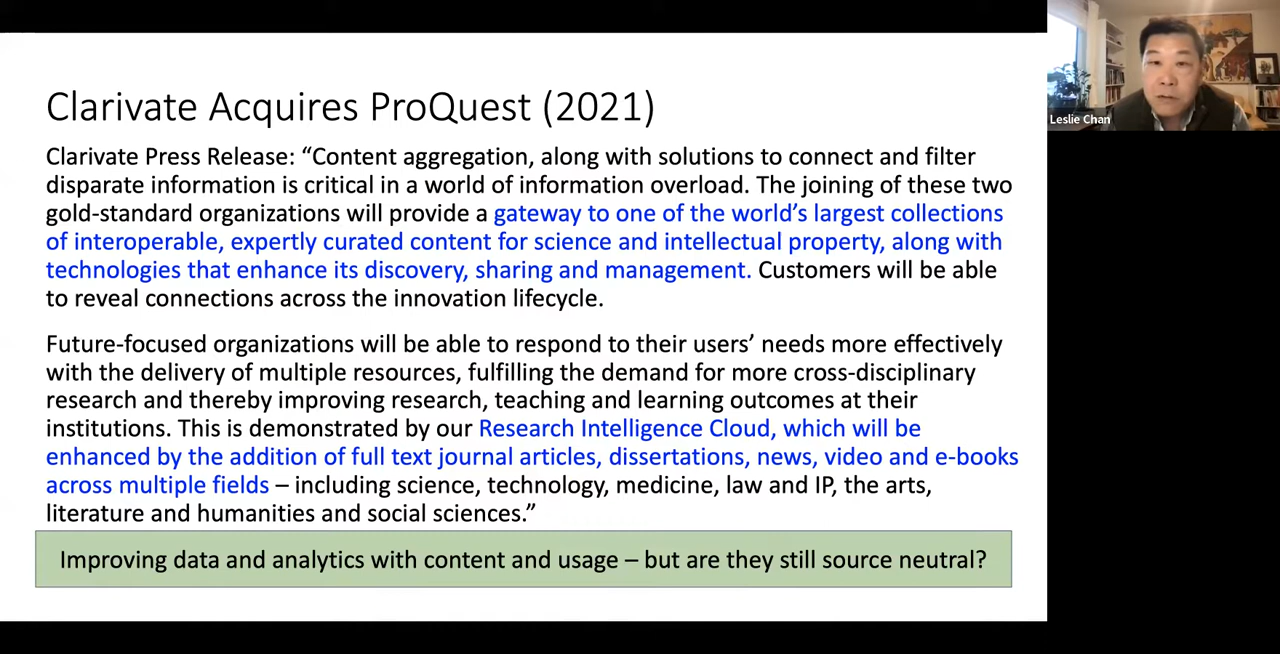 Clarivate Acquires ProQuest (2021)
Clarivate Press Release: “Content aggregation, along with solutions to connect and filter
disparate information is critical in a world of information overload. The joining of these two
gold-standard organizations will provide a gateway to one of the world’s largest collections
of interoperable, expertly curated content for science and intellectual property, along with
technologies that enhance its discovery, sharing and management. Customers will be able
to reveal connections across the innovation lifecycle.
Future-focused organizations will be able to respond to their users’ needs more effectively
with the delivery of multiple resources, fulfilling the demand for more cross-disciplinary
research and thereby improving research, teaching and learning outcomes at their
institutions. This is demonstrated by our Research Intelligence Cloud, which will be
enhanced by the addition of full text journal articles, dissertations, news, video and e-books
across multiple fields – including science, technology, medicine, law and IP, the arts,
literature and humanities and social sciences.”
Improving data and analytics with content and usage – but are they still source neutral?
Leslie Chan